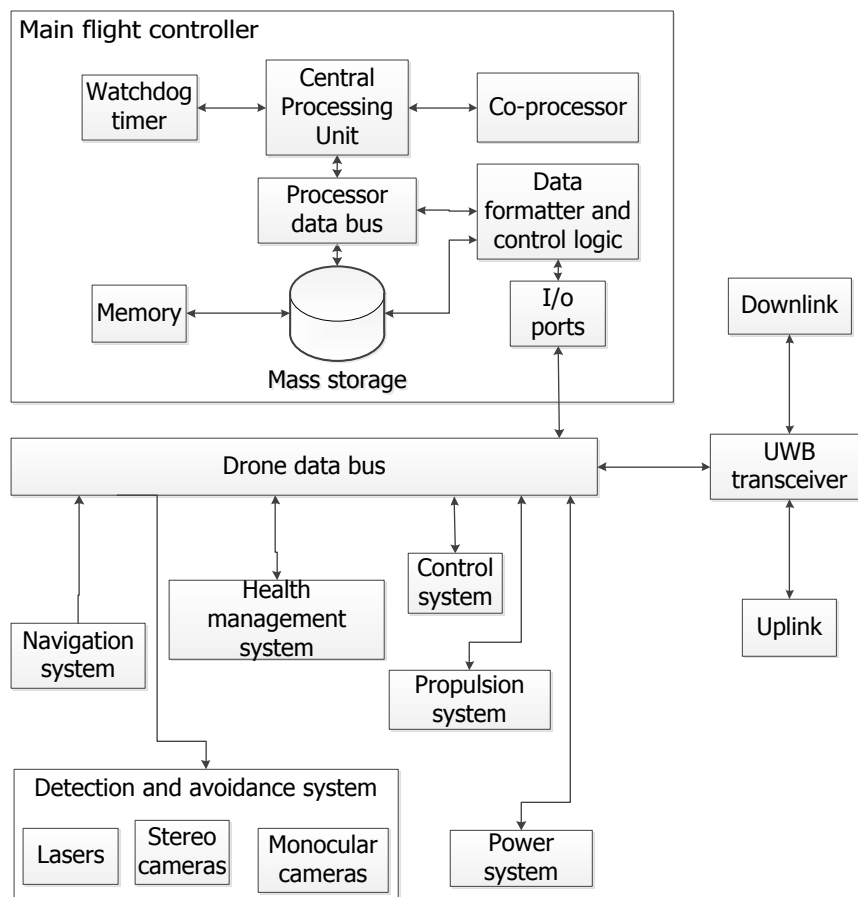 Main flight controller
Watchdog
timer
Central
Processing
Unit
Co-processor
Processor
data bus
Data
formatter and
control logic
Memory
Mass storage
I/o
ports
Downlink
Drone data bus
UWB
transceiver
Uplink
Navigation
system
Health
management
system
Control
system
Propulsion
system
Detection and avoidance system
Lasers
Stereo
cameras
Monocular
cameras
Power
system